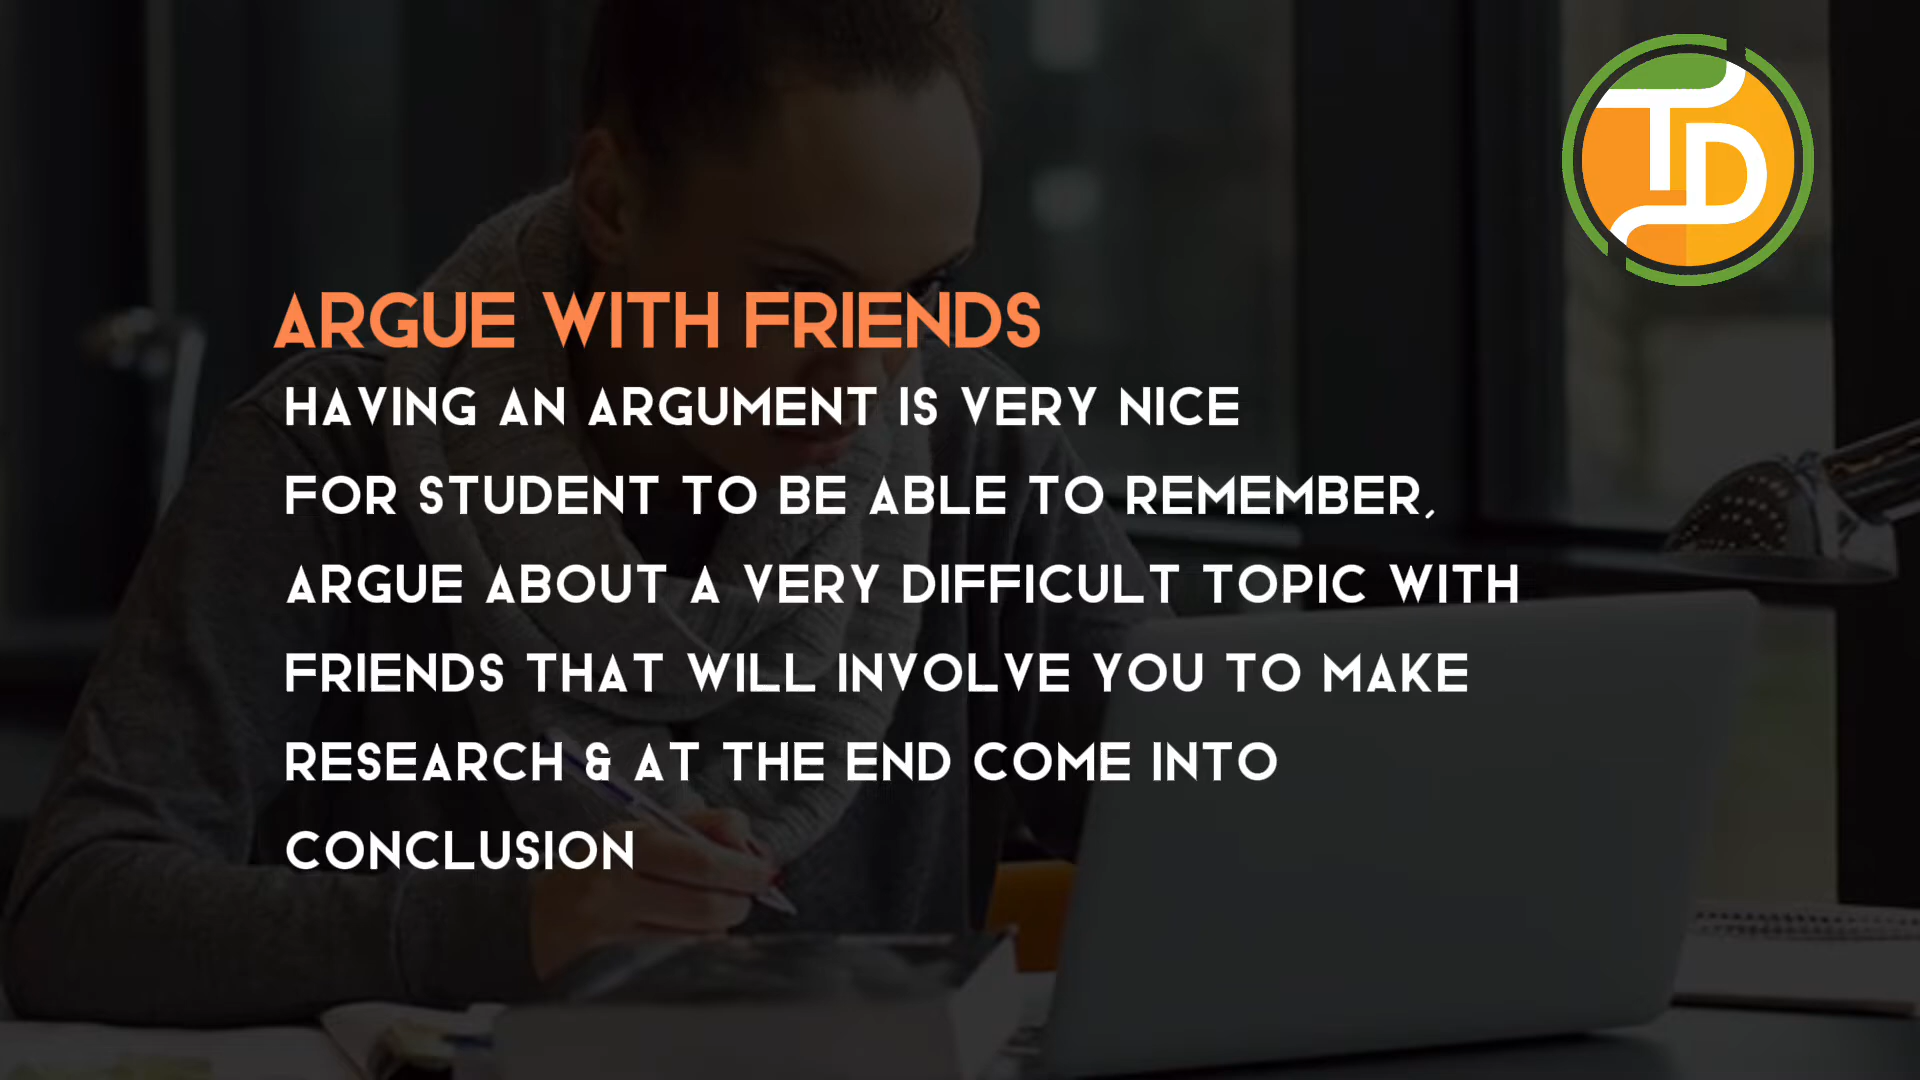 TD
ARGUE WITH FRIENDS
HAVING AN ARGUMENT IS VERY NICE
FOR STUDENT TO BE ABLE TO REMEMBER,
ARGUE ABOUT A VERY DIFFICULT TOPIC WITH
FRIENDS THAT WILL INVOLVE YOU TO MAKE
RESEARCH & AT THE END COME INTO
CONCLUSION